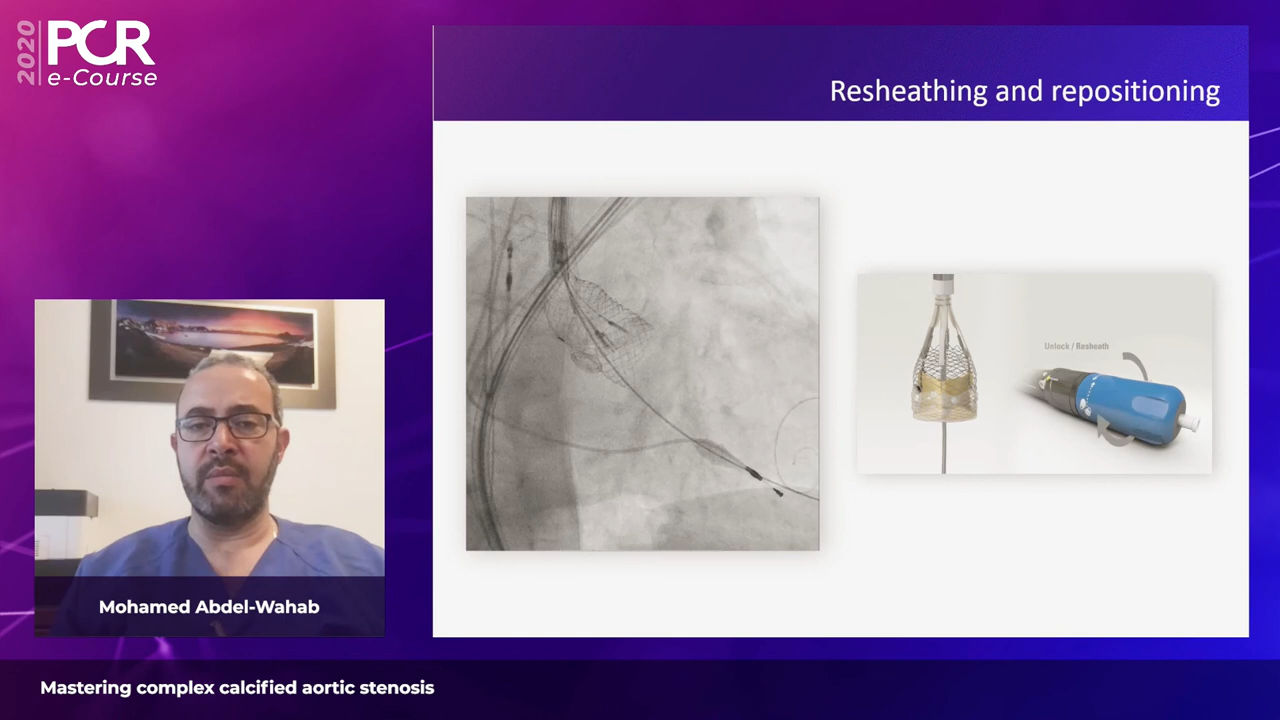 2020
PCR
e-Course
Resheathing and repositioning
Unlock / Resheath
Mohamed Abdel-Wahab
Mastering complex calcified aortic stenosis